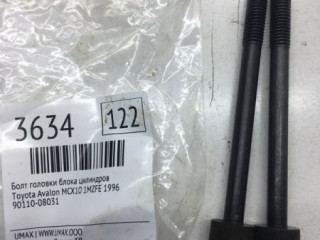 3634
122
Болт головки блока цилиндров
Toyota Avalon MCX10 1MZFE 1996
90110-08031
UMAX | WWW.UMAX.OOO